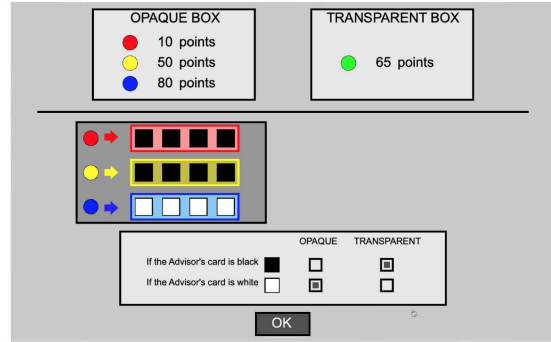 OPAQUE BOX
10 points
50 points
80 points
TRANSPARENT BOX
65 points
OPAQUE TRANSPARENT
If the Advisor's card is black
If the Advisor's card is white
OK